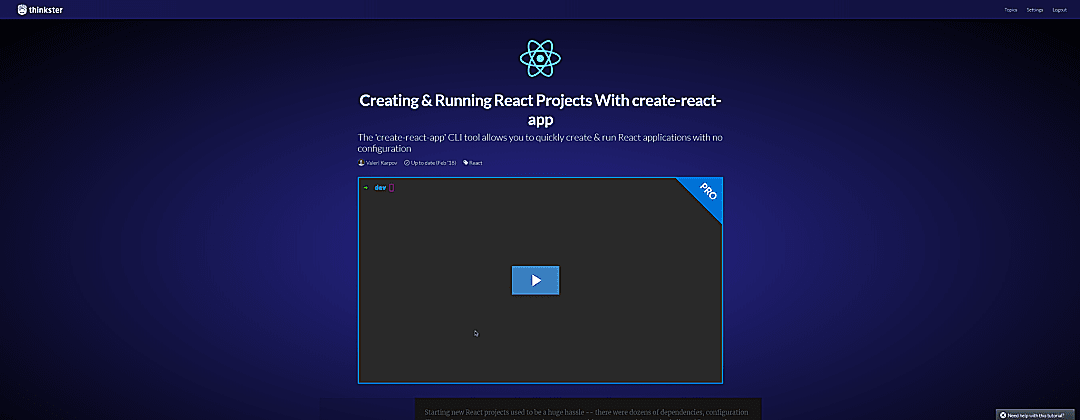 thinkster
Topics Settings Logout
Creating & Running React Projects With create-react-
app
The 'create-react-app' CLI tool allows you to quickly create & run React applications with no
configuration
Valeri Karpov Up to date (Feb '18) React
→ dev
PRO
Starting new React projects used to be a huge hassle -- there were dozens of dependencies, configuration
Need help with this tutorial?